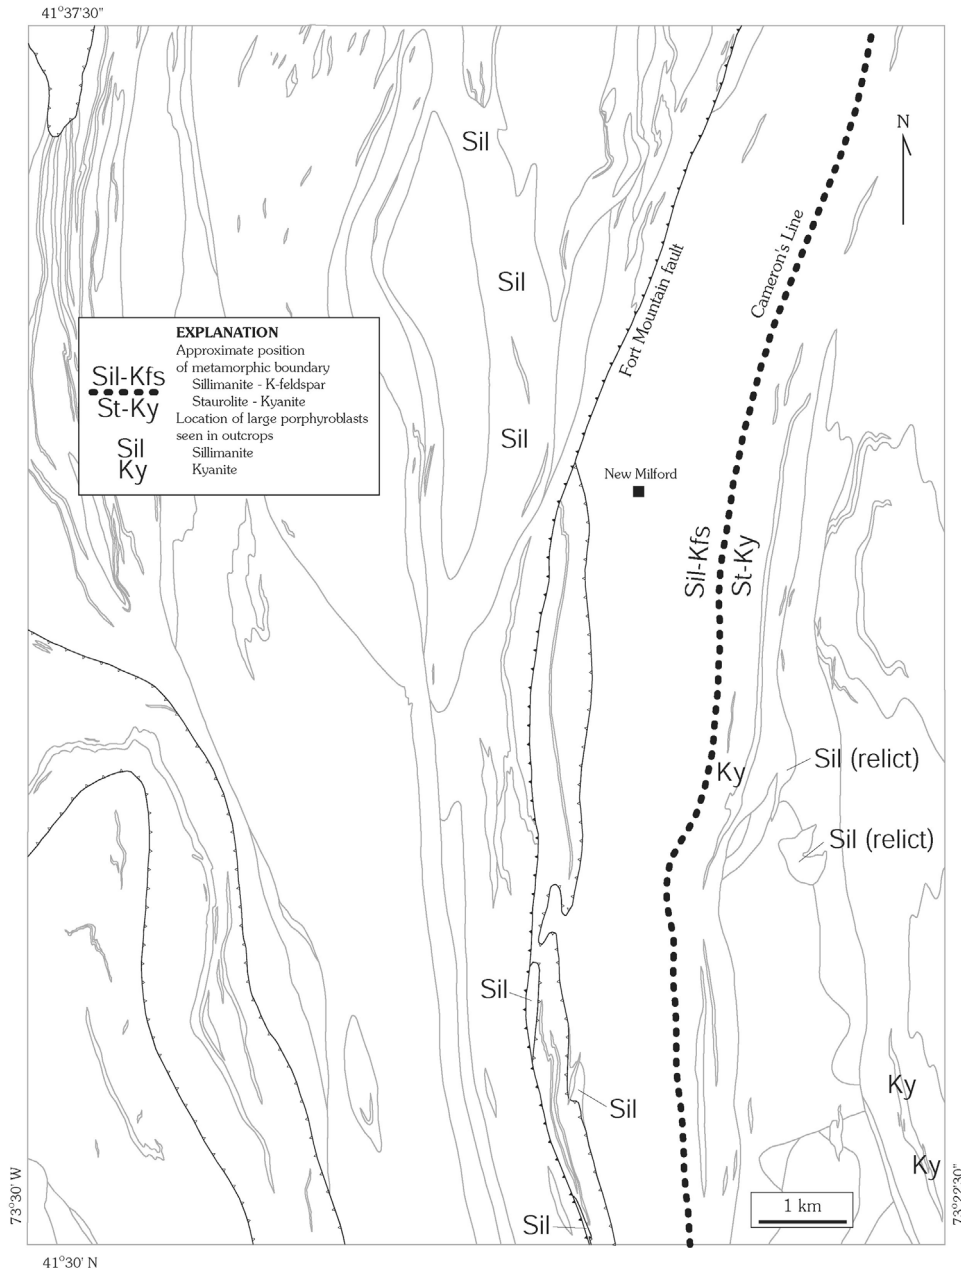 41°37'30"
N
Sil
Cameron's Line
Sil
Fort Mountain fault
EXPLANATION
Approximate position
of metamorphic boundary
Sil-Kfs
Sillimanite - K-feldspar
St-Ky
Staurolite - Kyanite
Location of large porphyroblasts
seen in outcrops
Sil
Sillimanite
Ky
Kyanite
Sil
New Milford
Sil-Kfs
St-Ky
Ky
Sil (relict)
Sil (relict)
Sil
Ky
Sil
Ky
73°30' W
1 km
73°22'30"
Sil
41°30' N